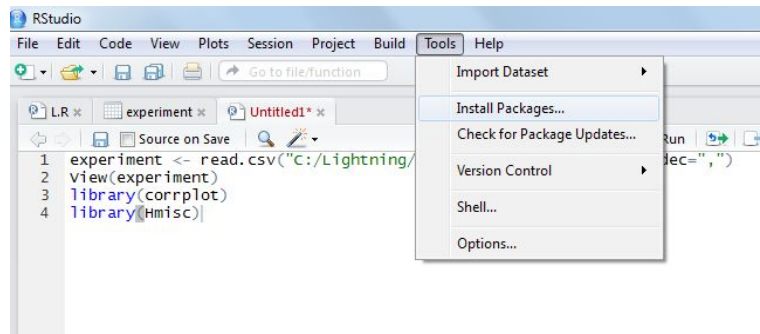 RStudio
File Edit Code View Plots Session Project Build Tools Help
Go to file/function
Import Dataset
Install Packages...
Check for Package Updates...
Version Control
Shell...
Options...
L.R experiment Untitled1*
Source on Save
1 experiment <- read.csv("C:/Lightning/ dec=",")
2 View(experiment)
3 library(corrplot)
4 library(Hmisc)